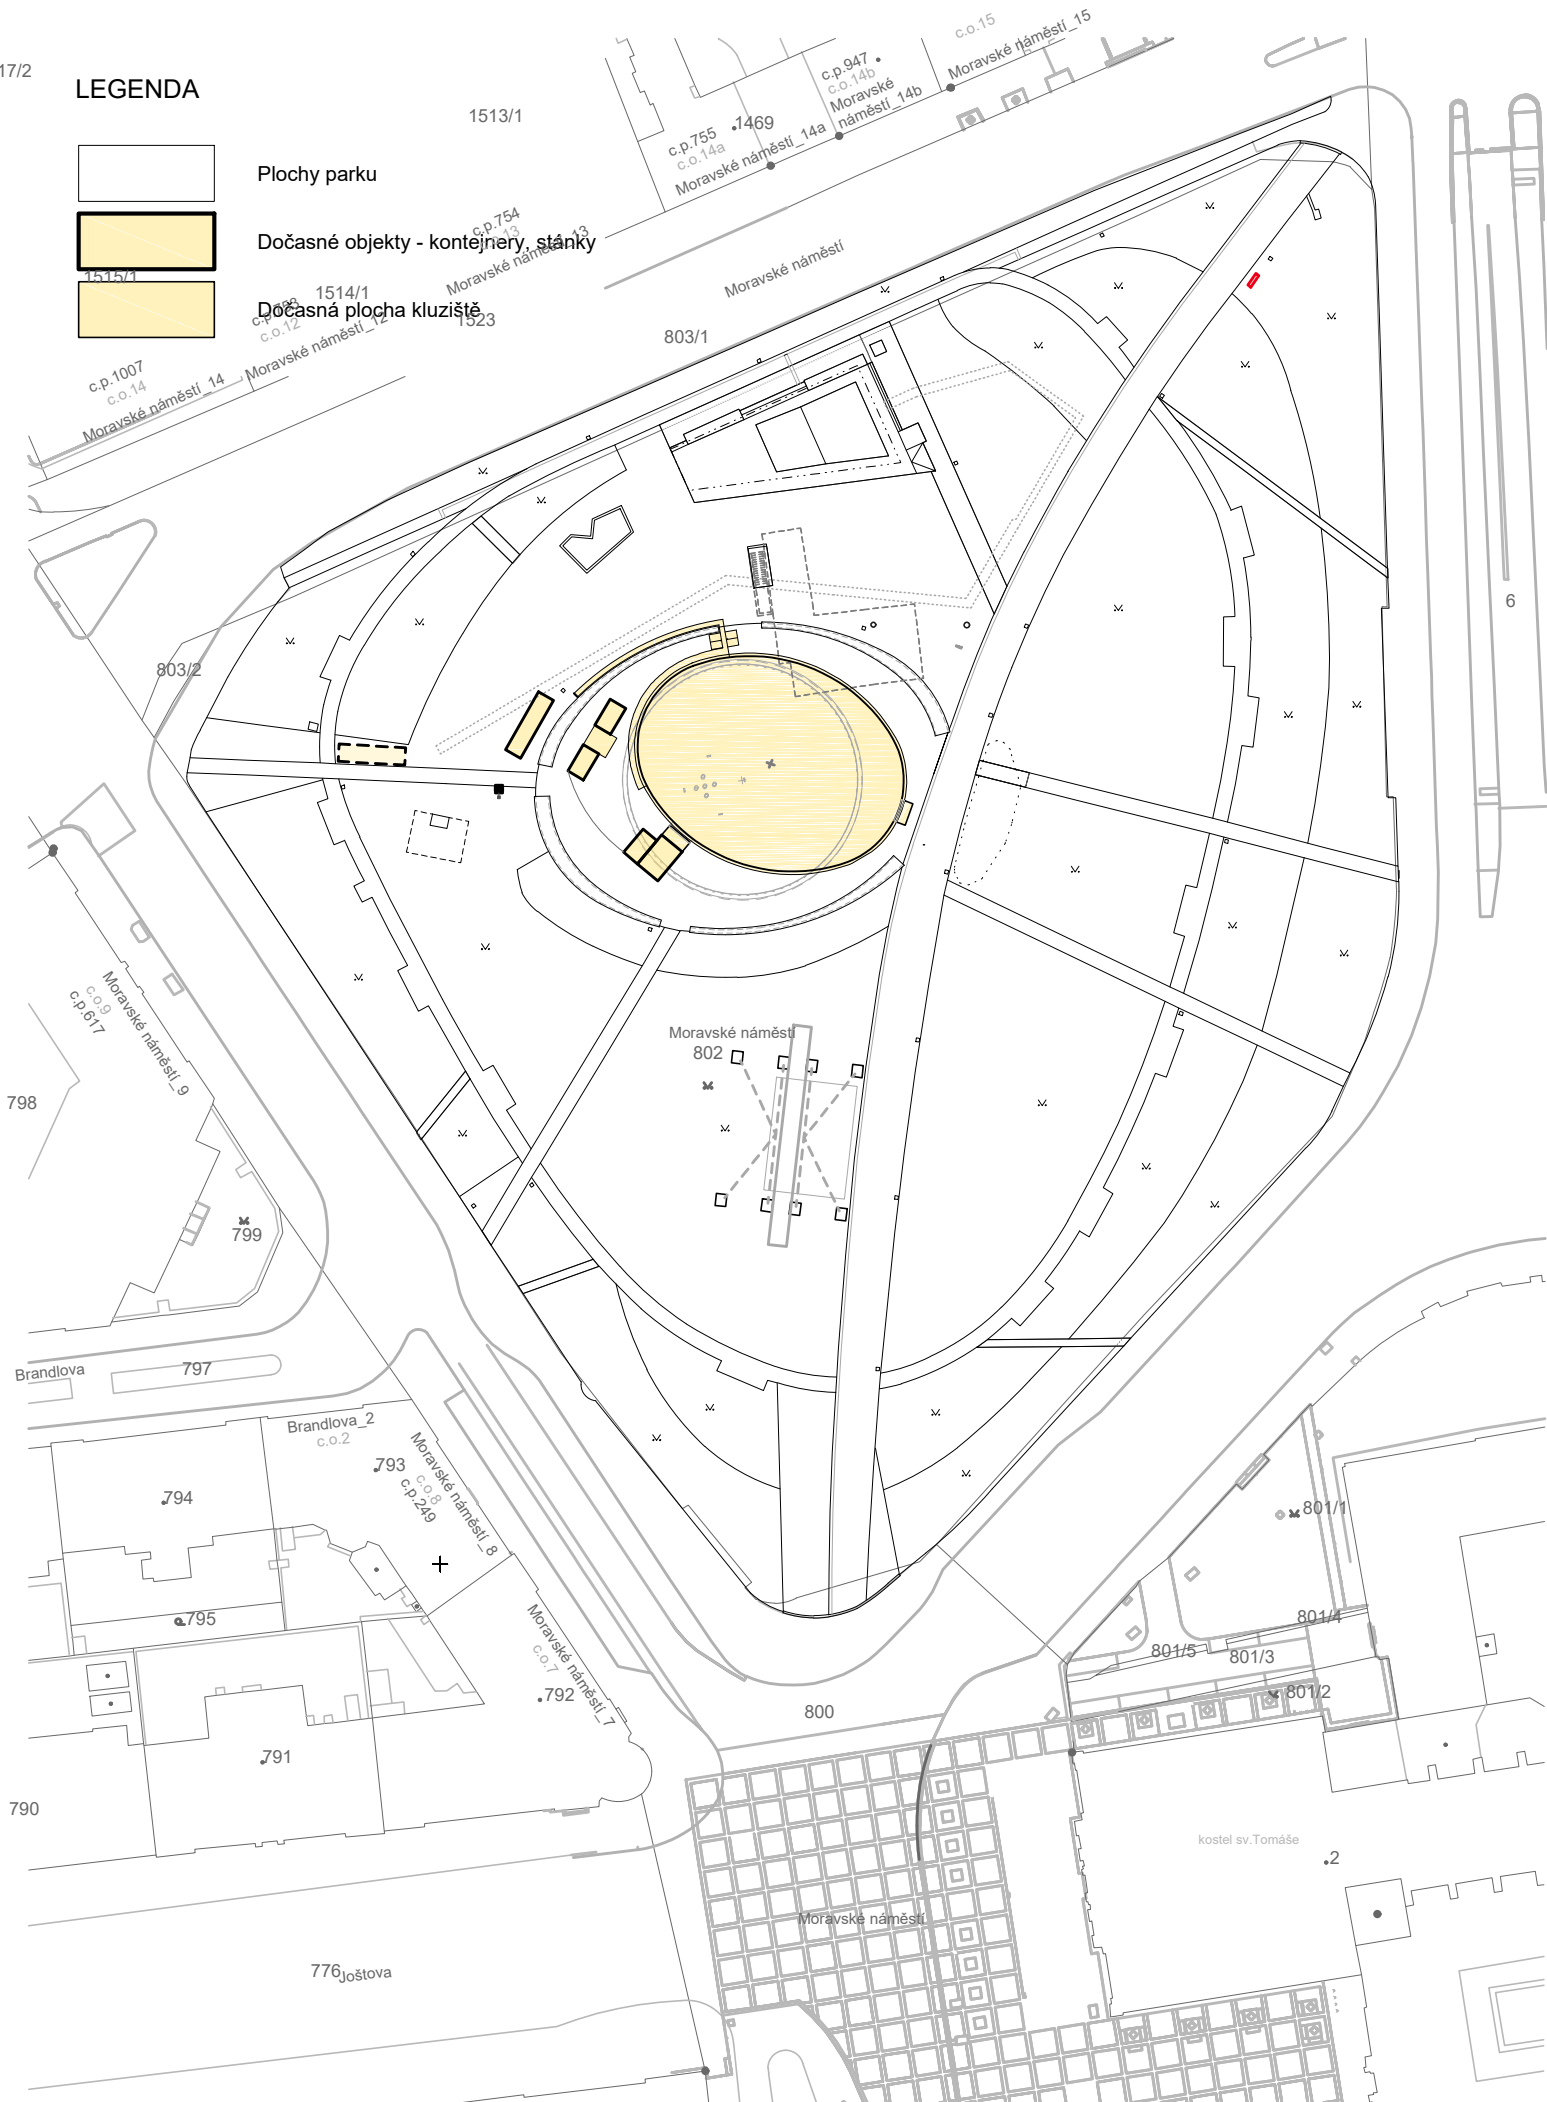 17/2
LEGENDA
Plochy parku
Dočasné objekty - kontejnery, stánky
Dočasná plocha kluziště
1513/1
1515/1
1514/1
1523
803/1
c.o.15
Moravské náměstí_15
c.p.947
c.o.14b
Moravské
náměstí_14b
1469
c.p.755
c.o.14a
Moravské náměstí_14a
c.p.754
Moravské náměstí_13
c.o.12
Moravské náměstí_12
c.p.1007
c.o.14
Moravské náměstí_14
Moravské náměstí
803/2
6
Moravské náměstí
802
Moravské náměstí_9
c.o.9
c.p.617
798
799
Brandlova
797
Brandlova_2
c.o.2
793
Moravské náměstí_8
c.o.8
c.p.249
794
795
Moravské náměstí_7
c.o.7
792
791
790
800
801/1
801/4
801/5
801/3
801/2
kostel sv.Tomáše
2
Moravské náměstí
776
Joštova